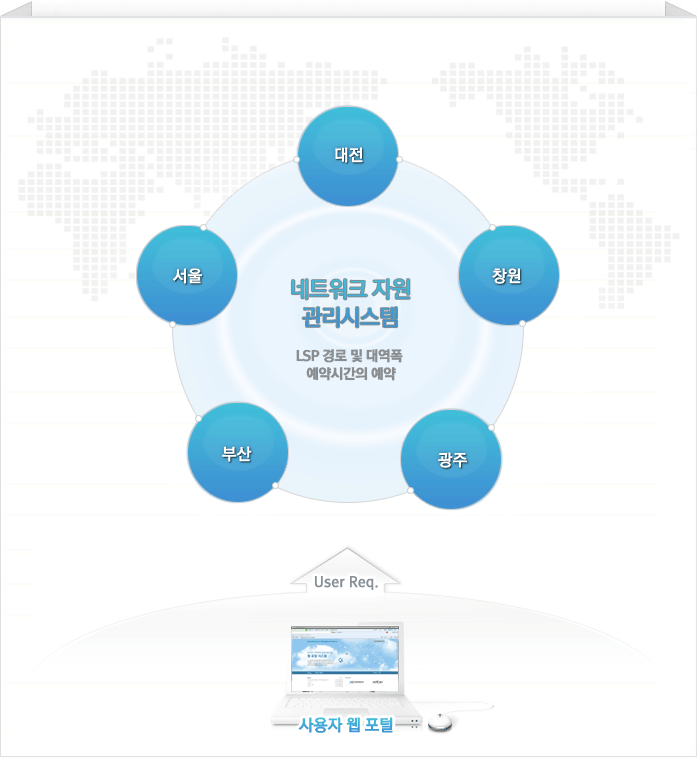 대전
서울
창원
네트워크 자원
관리시스템
LSP 경로 및 대역폭
예약시간의 예약
부산
광주
User Req.
사용자 웹 포털